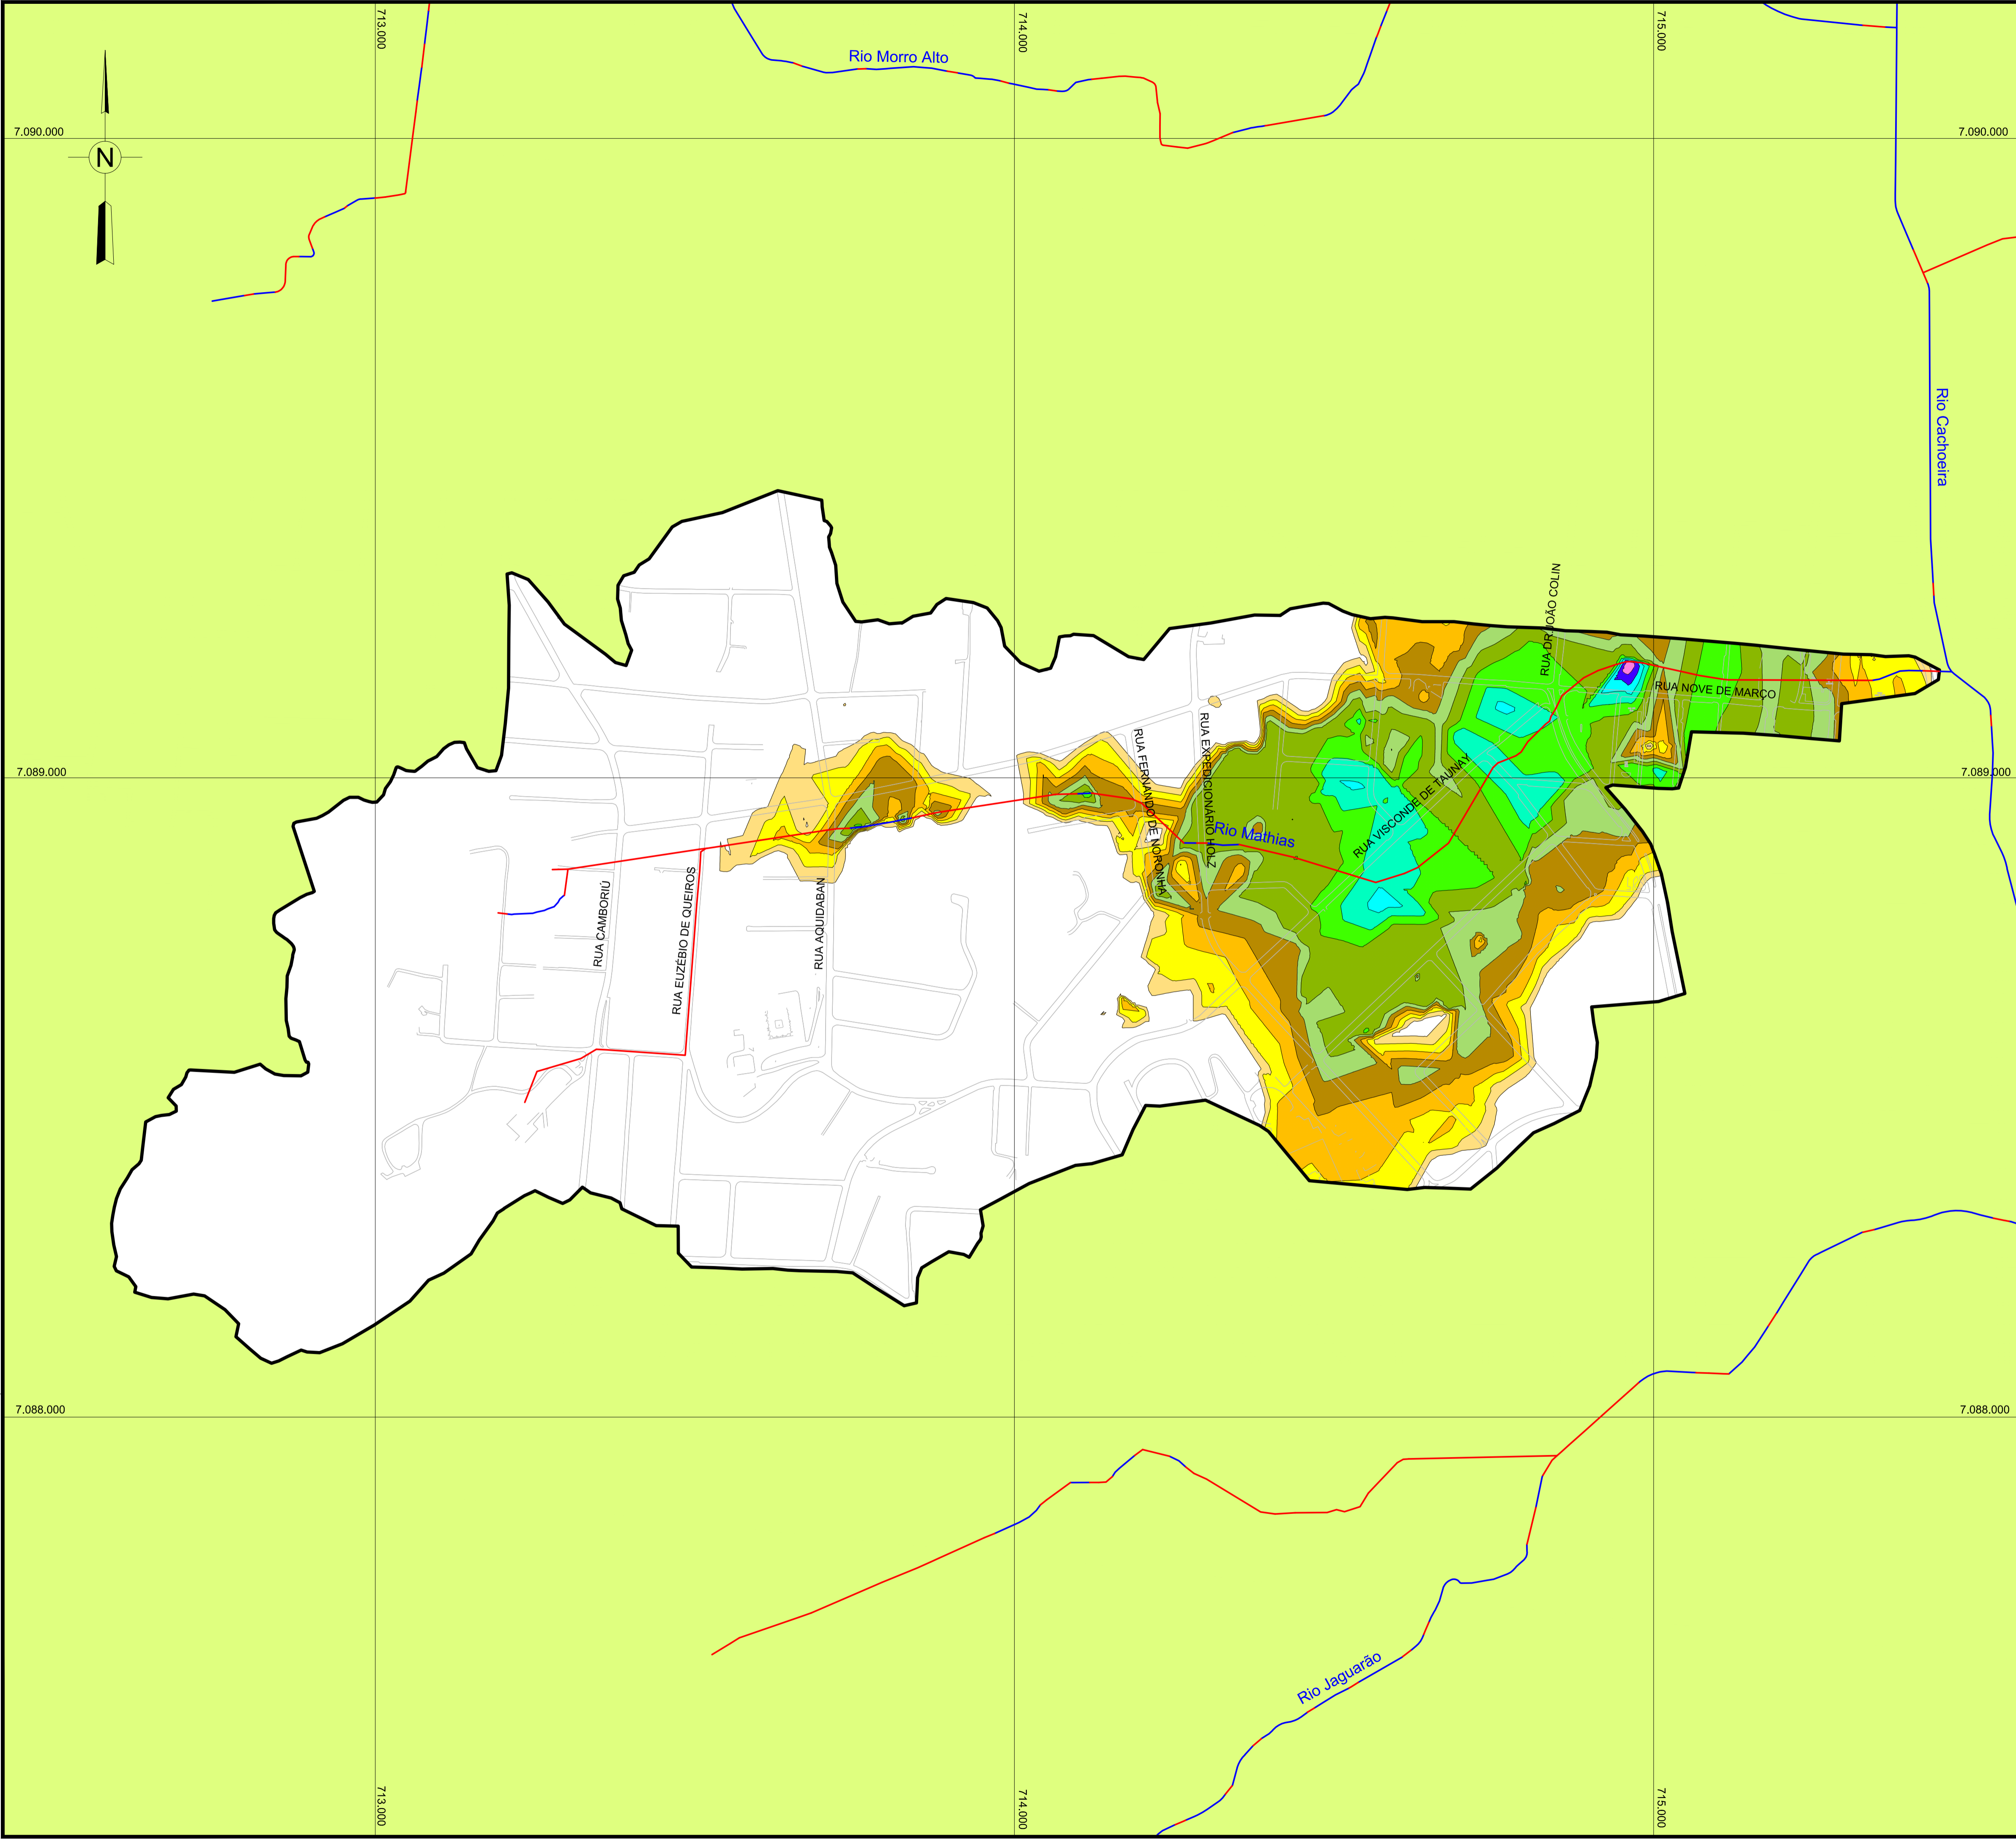 713.000
714.000
715.000
Rio Morro Alto
7.090.000
7.090.000
N
Rio Cachoeira
RUA DR.JOÃO COLIN
RUA NOVE DE MARÇO
RUA EXPEDICIONÁRIO HOLZ
RUA FERNANDO DE NORONHA
RUA VISCONDE DE TAUNAY
7.089.000
7.089.000
Rio Mathias
RUA CAMBORIÚ
RUA EUZÉBIO DE QUEIROS
RUA AQUIDABAN
7.088.000
7.088.000
Rio Jaguarão
713.000
714.000
715.000